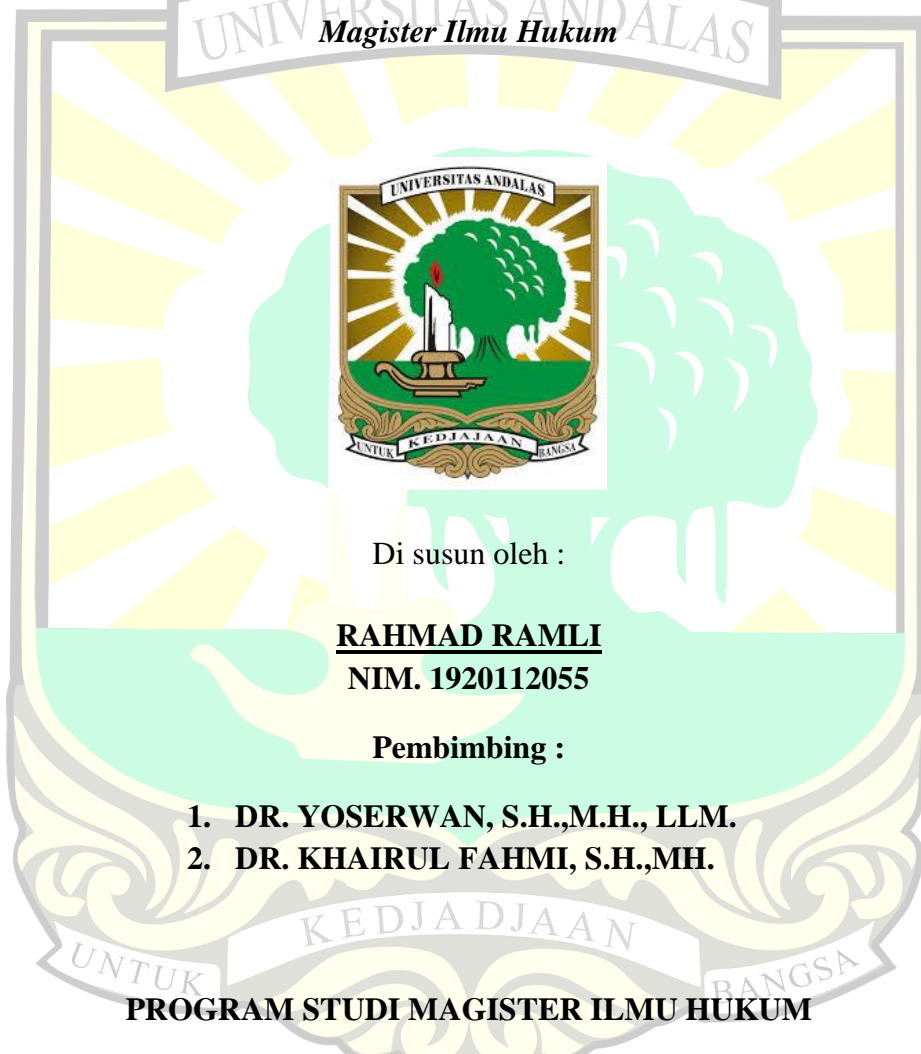 UNIVERSITAS ANDALAS
Magister Ilmu Hukum
UNIVERSITAS ANDALAS
UNTUK KEDJAJAAN BANGSA
Di susun oleh :
RAHMAD RAMLI
NIM. 1920112055
Pembimbing :
1. DR. YOSERWAN, S.H.,M.H., LLM.
2. DR. KHAIRUL FAHMI, S.H.,MH.
UNTUK KEDJADJAAN BANGSA
PROGRAM STUDI MAGISTER ILMU HUKUM